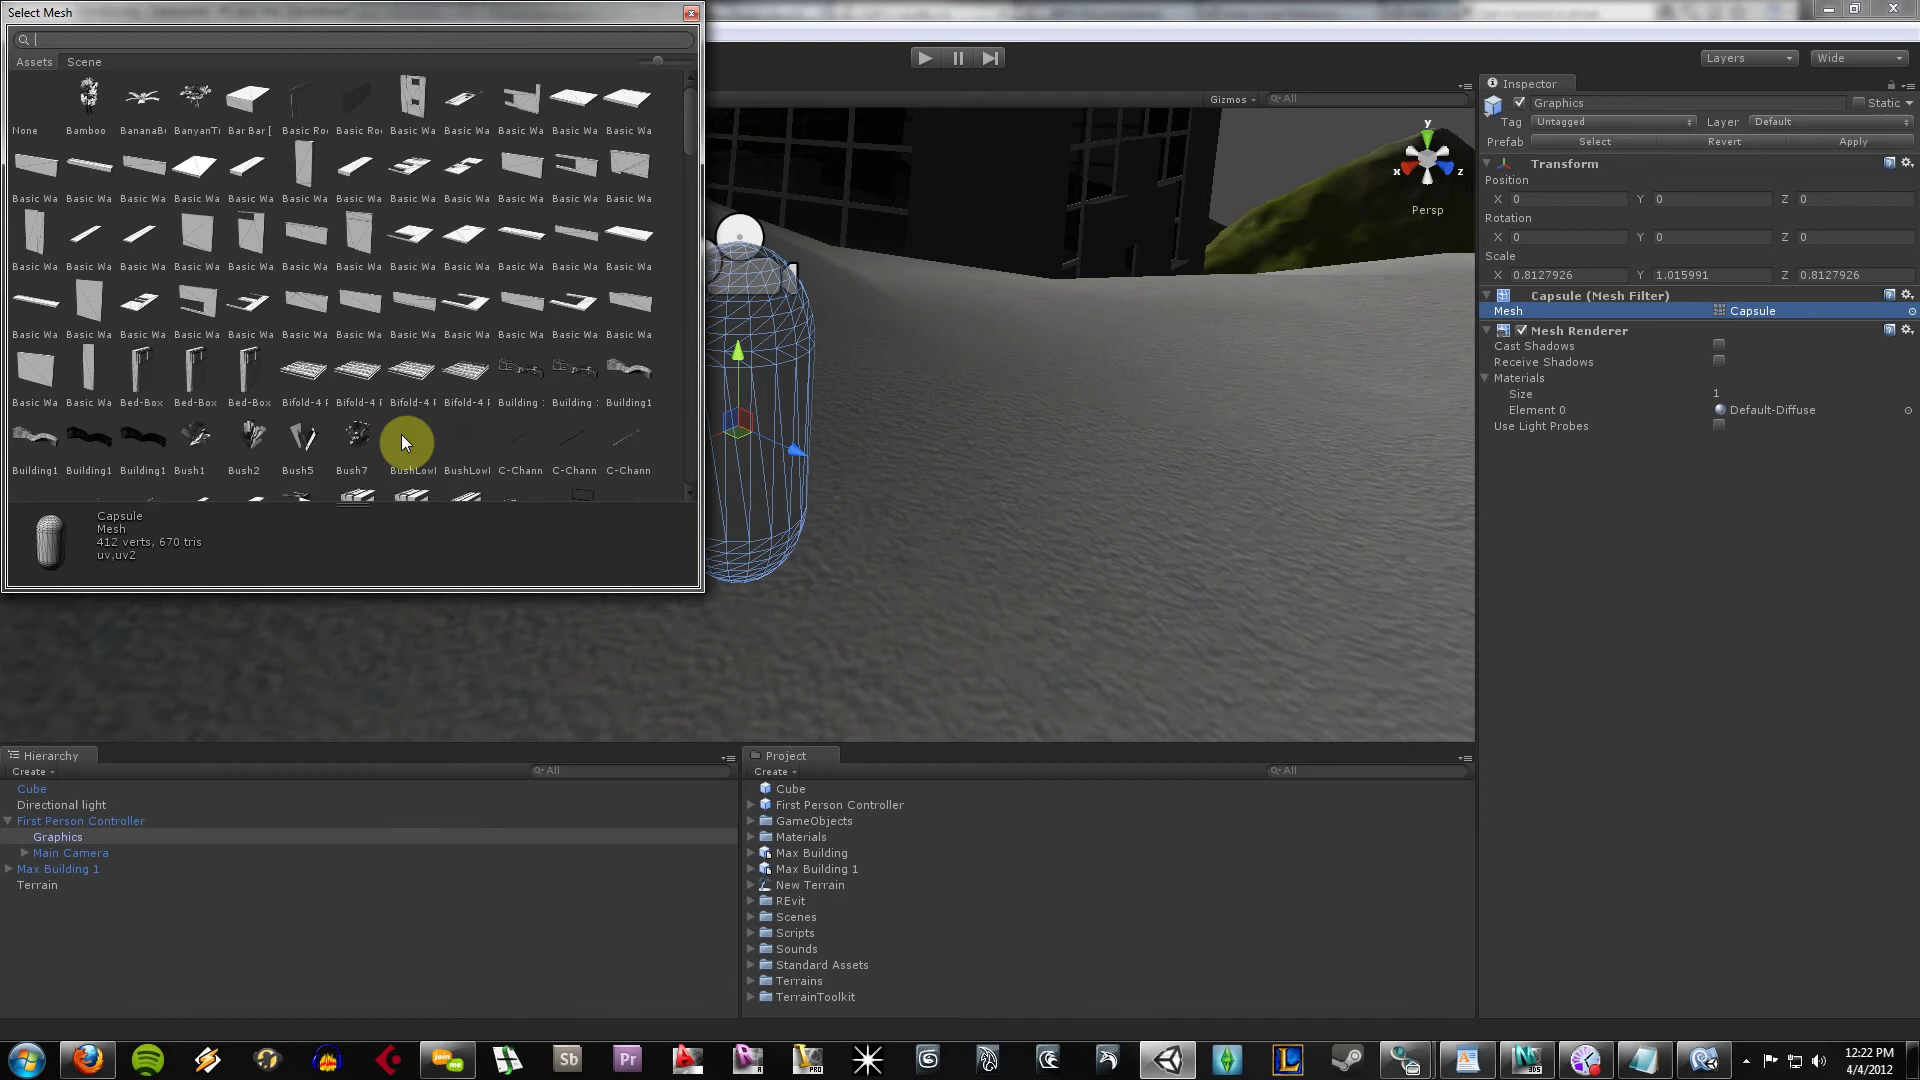 Select Mesh
Assets Scene
None Bamboo BananaB BanyanTr Bar Bar [ Basic Roo Basic Roo Basic Wa Basic Wa Basic Wa Basic Wa Basic Wa
Basic Wa Basic Wa Basic Wa Basic Wa Basic Wa Basic Wa Basic Wa Basic Wa Basic Wa Basic Wa Basic Wa Basic Wa
Basic Wa Basic Wa Basic Wa Basic Wa Basic Wa Basic Wa Basic Wa Basic Wa Basic Wa Basic Wa Basic Wa Basic Wa
Basic Wa Basic Wa Basic Wa Basic Wa Basic Wa Basic Wa Basic Wa Basic Wa Basic Wa Basic Wa Basic Wa Basic Wa
Basic Wa Basic Wa Bed-Box Bed-Box Bed-Box Bifold-4 F Bifold-4 F Bifold-4 F Bifold-4 F Building : Building : Building1
Building1 Building1 Building1 Bush1 Bush2 Bush5 Bush7 BushLowl BushLowl C-Chann C-Chann C-Chann
Capsule
Mesh
412 verts, 670 tris
uv,uv2
Layers Wide
Gizmos All
y
x z
Persp
Inspector
Graphics Static
Tag Untagged Layer Default
Prefab Select Revert Apply
Transform
Position
X 0 Y 0 Z 0
Rotation
X 0 Y 0 Z 0
Scale
X 0.8127926 Y 1.015991 Z 0.8127926
Capsule (Mesh Filter)
Mesh Capsule
Mesh Renderer
Cast Shadows
Receive Shadows
Materials
Size 1
Element 0 Default-Diffuse
Use Light Probes
Hierarchy
Create All
Cube
Directional light
First Person Controller
Graphics
Main Camera
Max Building 1
Terrain
Project
Create All
Cube
First Person Controller
GameObjects
Materials
Max Building
Max Building 1
New Terrain
REvit
Scenes
Scripts
Sounds
Standard Assets
Terrains
TerrainToolkit
join me
Sb
Pr
PRO
L
3DS
12:22 PM
4/4/2012